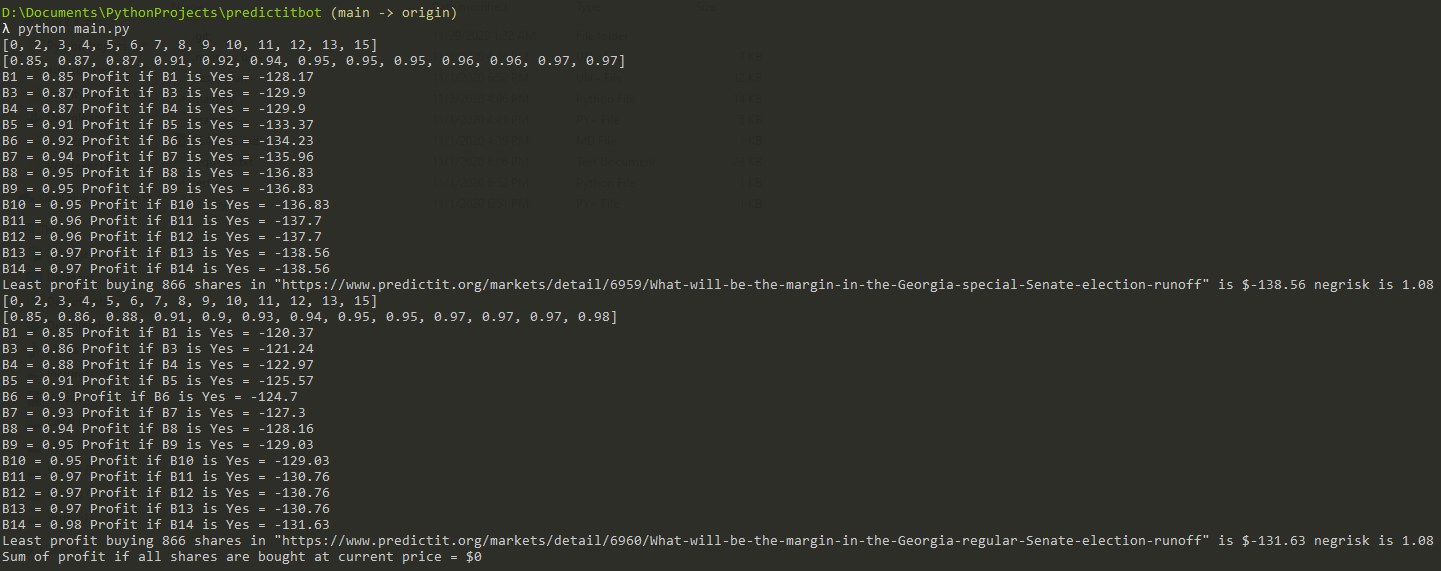 D:\Documents\PythonProjects\predictitbot (main -> origin)
λ python main.py
[0, 2, 3, 4, 5, 6, 7, 8, 9, 10, 11, 12, 13, 15]
[0.85, 0.87, 0.87, 0.91, 0.92, 0.94, 0.95, 0.95, 0.95, 0.96, 0.96, 0.97, 0.97]
B1 = 0.85 Profit if B1 is Yes = -128.17
B3 = 0.87 Profit if B3 is Yes = -129.9
B4 = 0.87 Profit if B4 is Yes = -129.9
B5 = 0.91 Profit if B5 is Yes = -133.37
B6 = 0.92 Profit if B6 is Yes = -134.23
B7 = 0.94 Profit if B7 is Yes = -135.96
B8 = 0.95 Profit if B8 is Yes = -136.83
B9 = 0.95 Profit if B9 is Yes = -136.83
B10 = 0.95 Profit if B10 is Yes = -136.83
B11 = 0.96 Profit if B11 is Yes = -137.7
B12 = 0.96 Profit if B12 is Yes = -137.7
B13 = 0.97 Profit if B13 is Yes = -138.56
B14 = 0.97 Profit if B14 is Yes = -138.56
Least profit buying 866 shares in "https://www.predictit.org/markets/detail/6959/What-will-be-the-margin-in-the-Georgia-special-Senate-election-runoff" is $-138.56 negrisk is 1.08
[0, 2, 3, 4, 5, 6, 7, 8, 9, 10, 11, 12, 13, 15]
[0.85, 0.86, 0.88, 0.91, 0.9, 0.93, 0.94, 0.95, 0.95, 0.97, 0.97, 0.97, 0.98]
B1 = 0.85 Profit if B1 is Yes = -120.37
B3 = 0.86 Profit if B3 is Yes = -121.24
B4 = 0.88 Profit if B4 is Yes = -122.97
B5 = 0.91 Profit if B5 is Yes = -125.57
B6 = 0.9 Profit if B6 is Yes = -124.7
B7 = 0.93 Profit if B7 is Yes = -127.3
B8 = 0.94 Profit if B8 is Yes = -128.16
B9 = 0.95 Profit if B9 is Yes = -129.03
B10 = 0.95 Profit if B10 is Yes = -129.03
B11 = 0.97 Profit if B11 is Yes = -130.76
B12 = 0.97 Profit if B12 is Yes = -130.76
B13 = 0.97 Profit if B13 is Yes = -130.76
B14 = 0.98 Profit if B14 is Yes = -131.63
Least profit buying 866 shares in "https://www.predictit.org/markets/detail/6960/What-will-be-the-margin-in-the-Georgia-regular-Senate-election-runoff" is $-131.63 negrisk is 1.08
Sum of profit if all shares are bought at current price = $0